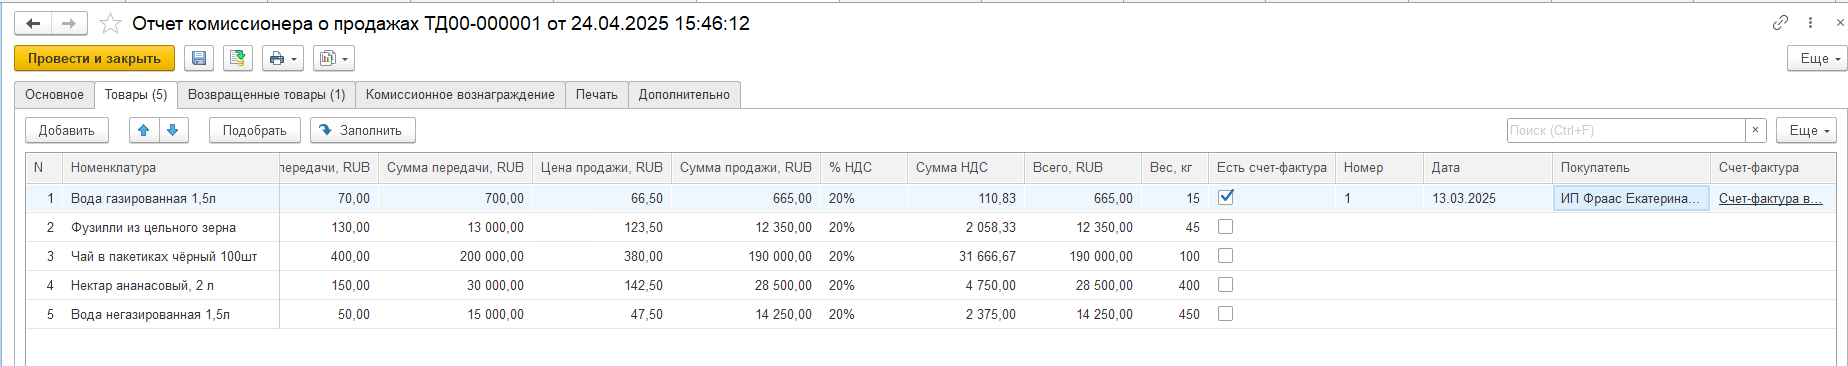 Отчет комиссионера о продажах ТД00-000001 от 24.04.2025 15:46:12
Провести и закрыть Еще
Основное Товары (5) Возвращенные товары (1) Комиссионное вознаграждение Печать Дополнительно
Добавить Подобрать Заполнить Поиск (Ctrl+F) × Еще
N Номенклатура передачи, RUB Сумма передачи, RUB Цена продажи, RUB Сумма продажи, RUB % НДС Сумма НДС Всего, RUB Вес, кг Есть счет-фактура Номер Дата Покупатель Счет-фактура
1 Вода газированная 1,5л 70,00 700,00 66,50 665,00 20% 110,83 665,00 15 1 13.03.2025 ИП Фраас Екатерина... Счет-фактура в...
2 Фузилли из цельного зерна 130,00 13 000,00 123,50 12 350,00 20% 2 058,33 12 350,00 45
3 Чай в пакетиках чёрный 100шт 400,00 200 000,00 380,00 190 000,00 20% 31 666,67 190 000,00 100
4 Нектар ананасовый, 2 л 150,00 30 000,00 142,50 28 500,00 20% 4 750,00 28 500,00 400
5 Вода негазированная 1,5л 50,00 15 000,00 47,50 14 250,00 20% 2 375,00 14 250,00 450